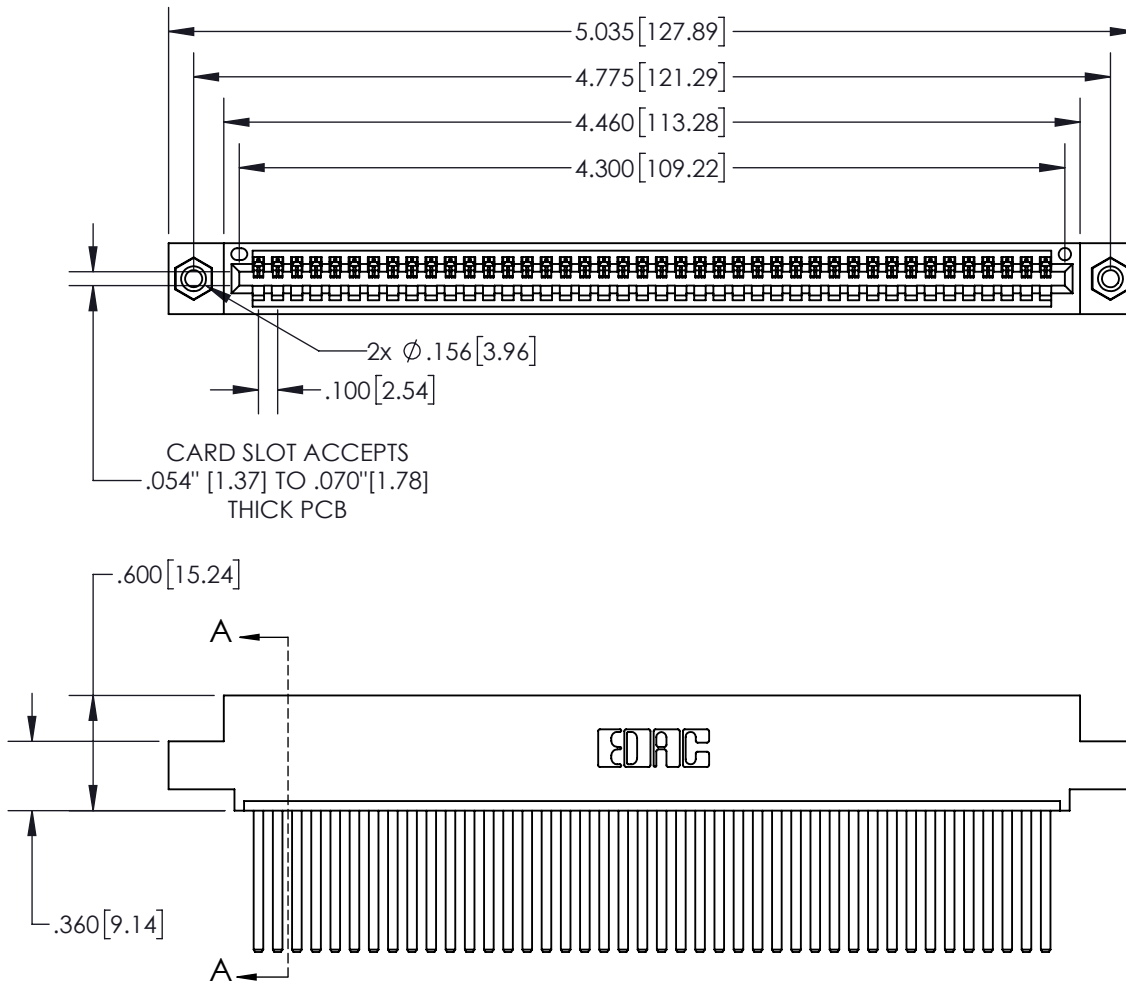 5.035[127.89]
4.775[121.29]
4.460[113.28]
4.300[109.22]
2x Ø.156[3.96]
.100[2.54]
CARD SLOT ACCEPTS
.054" [1.37] TO .070"[1.78]
THICK PCB
.600[15.24]
A
EDAC
.360[9.14]
A